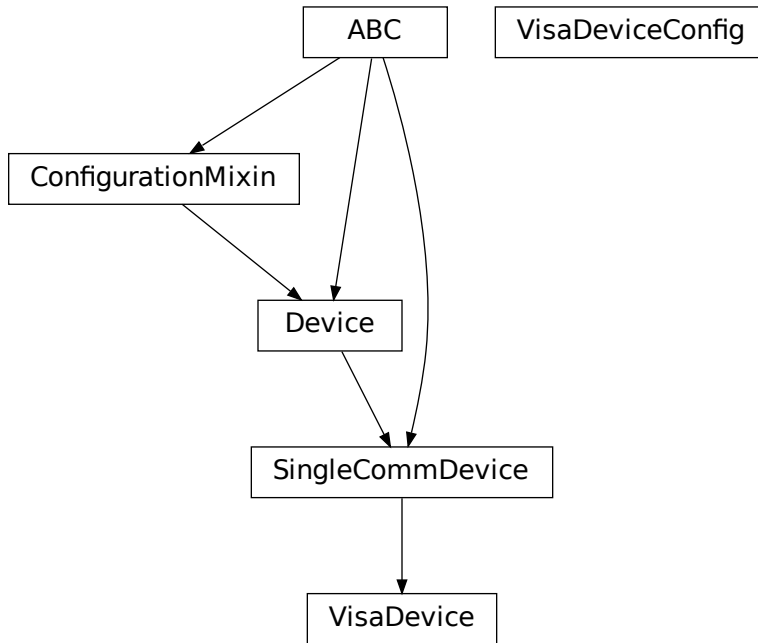 ABC
VisaDeviceConfig
ConfigurationMixin
Device
SingleCommDevice
VisaDevice